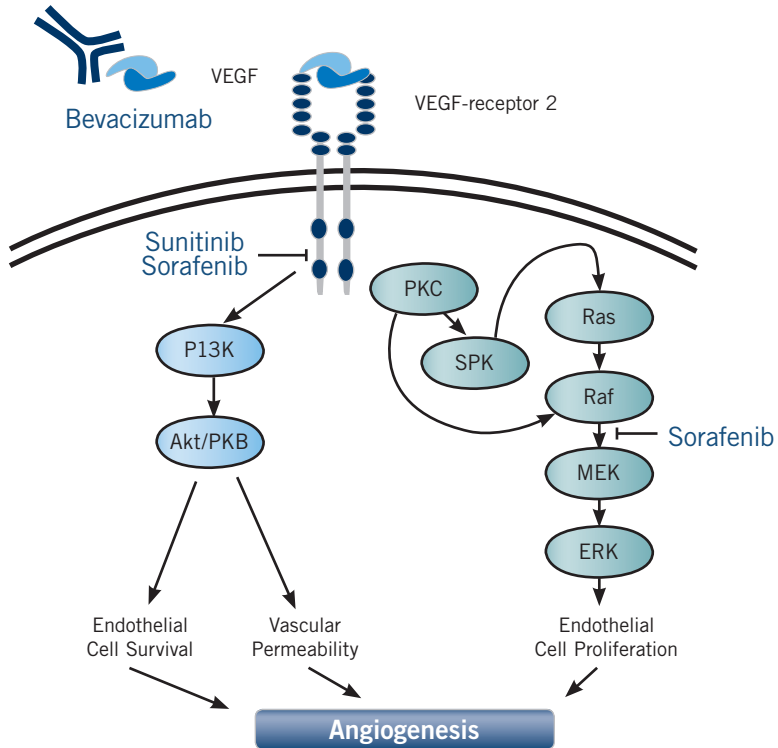 VEGF
Bevacizumab
VEGF-receptor 2
Sunitinib
Sorafenib
PKC
SPK
Ras
Raf
Sorafenib
MEK
ERK
P13K
Akt/PKB
Endothelial
Cell Survival
Vascular
Permeability
Endothelial
Cell Proliferation
Angiogenesis